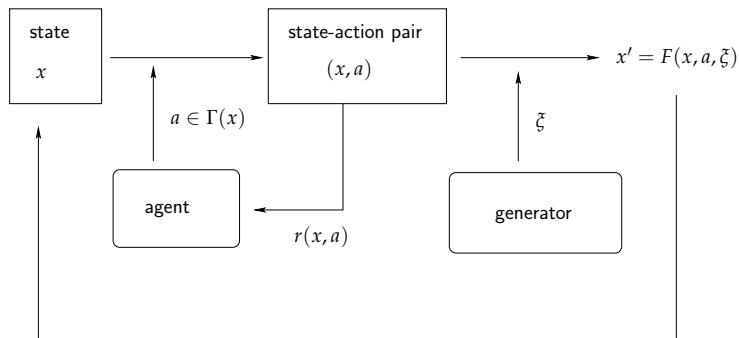 state
x
state-action pair
(x, a)
x′ = F(x, a, ξ)
a ∈ Γ(x)
ξ
agent
generator
r(x, a)